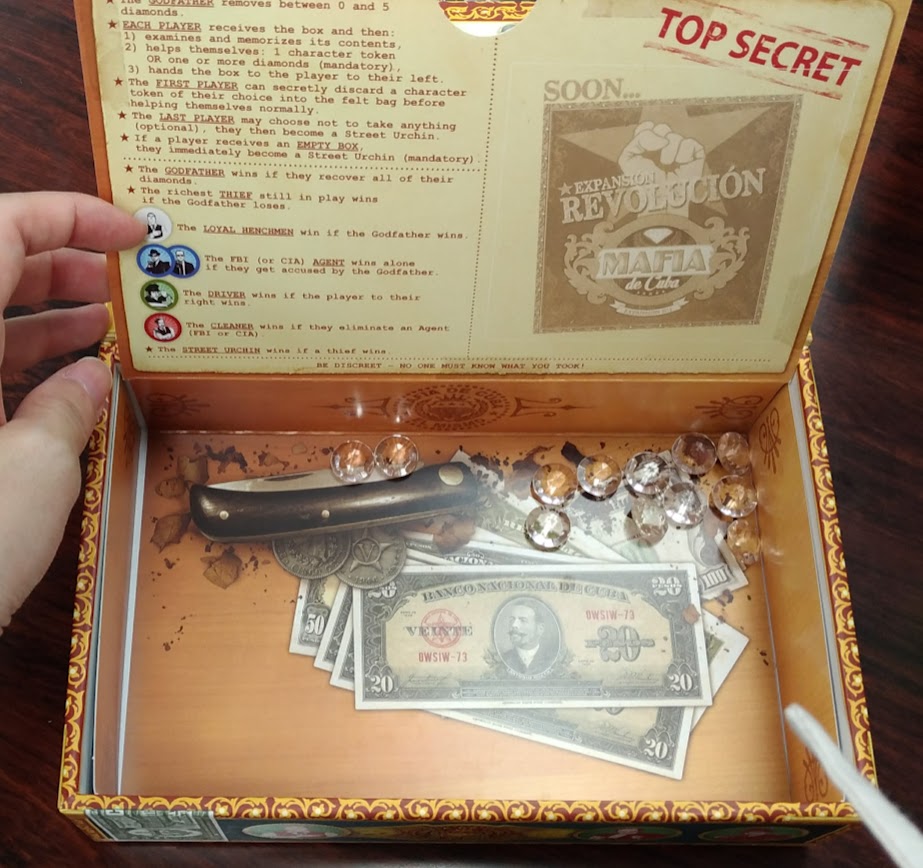 ★ The GODFATHER removes between 0 and 5
diamonds.
★ EACH PLAYER receives the box and then:
1) examines and memorizes its contents,
2) helps themselves: 1 character token
OR one or more diamonds (mandatory),
3) hands the box to the player to their left.
★ The FIRST PLAYER can secretly discard a character
token of their choice into the felt bag before
helping themselves normally.
★ The LAST PLAYER may choose not to take anything
(optional), they then become a Street Urchin.
★ If a player receives an EMPTY BOX,
they immediately become a Street Urchin (mandatory).
★ The GODFATHER wins if they recover all of their
diamonds.
★ The richest THIEF still in play wins
if the Godfather loses.
The LOYAL HENCHMEN win if the Godfather wins.
The FBI (or CIA) AGENT wins alone
if they get accused by the Godfather.
The DRIVER wins if the player to their
right wins.
The CLEANER wins if they eliminate an Agent
(FBI or CIA).
★ The STREET URCHIN wins if a thief wins.
BE DISCREET - NO ONE MUST KNOW WHAT YOU TOOK!
TOP SECRET
SOON...
★ EXPANSION
REVOLUCIÓN
MAFIA
de Cuba
50
100
20 BANCO NACIONAL DE CUBA 20
VEINTE
OWSIW-73
20
OWSIW-73
20
20
20